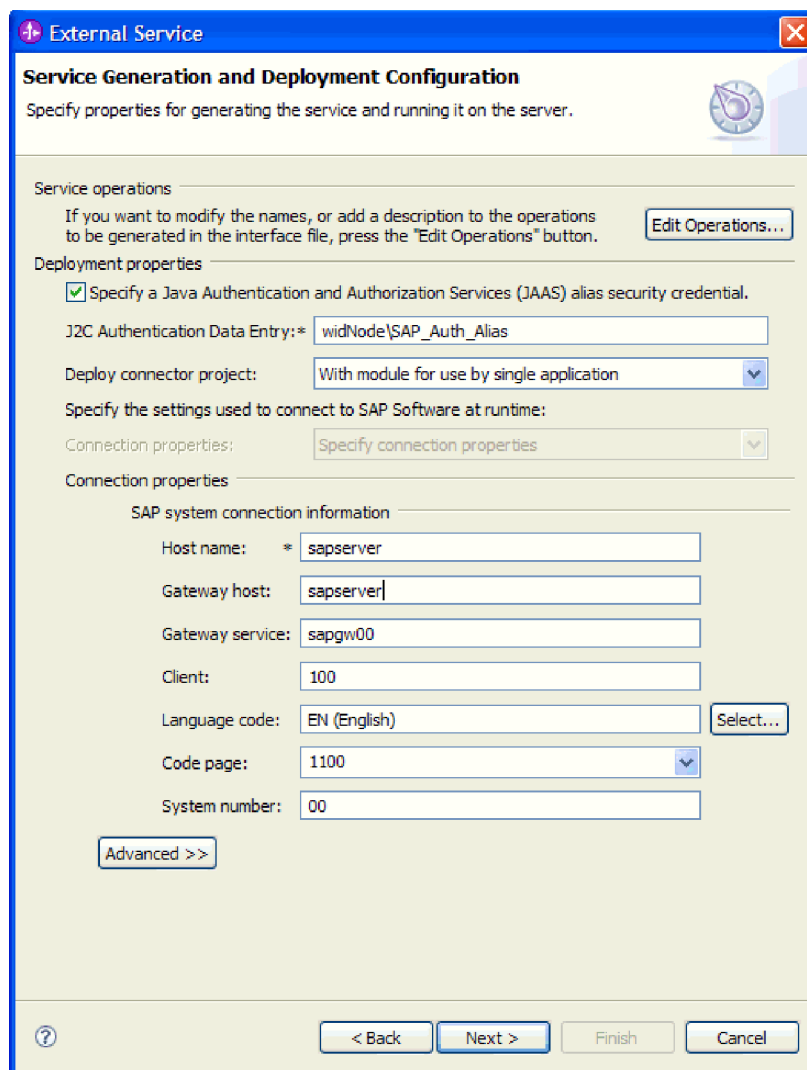 External Service
Service Generation and Deployment Configuration
Specify properties for generating the service and running it on the server.
Service operations
If you want to modify the names, or add a description to the operations
to be generated in the interface file, press the "Edit Operations" button.
Edit Operations...
Deployment properties
Specify a Java Authentication and Authorization Services (JAAS) alias security credential.
J2C Authentication Data Entry:* widNode\SAP_Auth_Alias
Deploy connector project: With module for use by single application
Specify the settings used to connect to SAP Software at runtime:
Connection properties: Specify connection properties
Connection properties
SAP system connection information
Host name: * sapserver
Gateway host: sapserver
Gateway service: sapgw00
Client: 100
Language code: EN (English) Select...
Code page: 1100
System number: 00
Advanced >>
? < Back Next > Finish Cancel